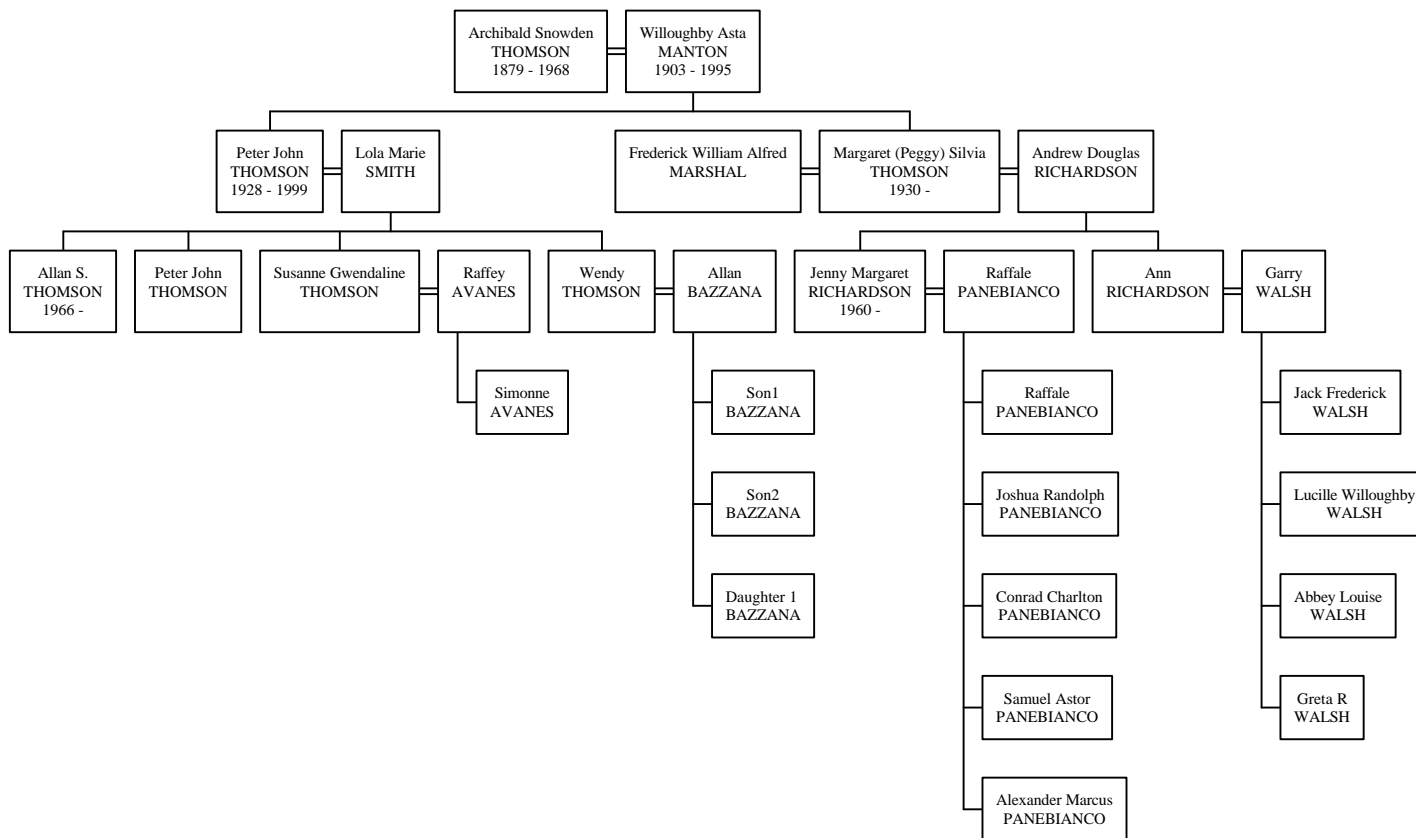 Archibald Snowden
THOMSON
1879 - 1968
Willoughby Asta
MANTON
1903 - 1995
Peter John
THOMSON
1928 - 1999
Lola Marie
SMITH
Frederick William Alfred
MARSHAL
Margaret (Peggy) Silvia
THOMSON
1930 -
Andrew Douglas
RICHARDSON
Allan S.
THOMSON
1966 -
Peter John
THOMSON
Susanne Gwendaline
THOMSON
Raffey
AVANES
Wendy
THOMSON
Allan
BAZZANA
Jenny Margaret
RICHARDSON
1960 -
Raffale
PANEBIANCO
Ann
RICHARDSON
Garry
WALSH
Simonne
AVANES
Son1
BAZZANA
Son2
BAZZANA
Daughter 1
BAZZANA
Raffale
PANEBIANCO
Joshua Randolph
PANEBIANCO
Conrad Charlton
PANEBIANCO
Samuel Astor
PANEBIANCO
Alexander Marcus
PANEBIANCO
Jack Frederick
WALSH
Lucille Willoughby
WALSH
Abbey Louise
WALSH
Greta R
WALSH